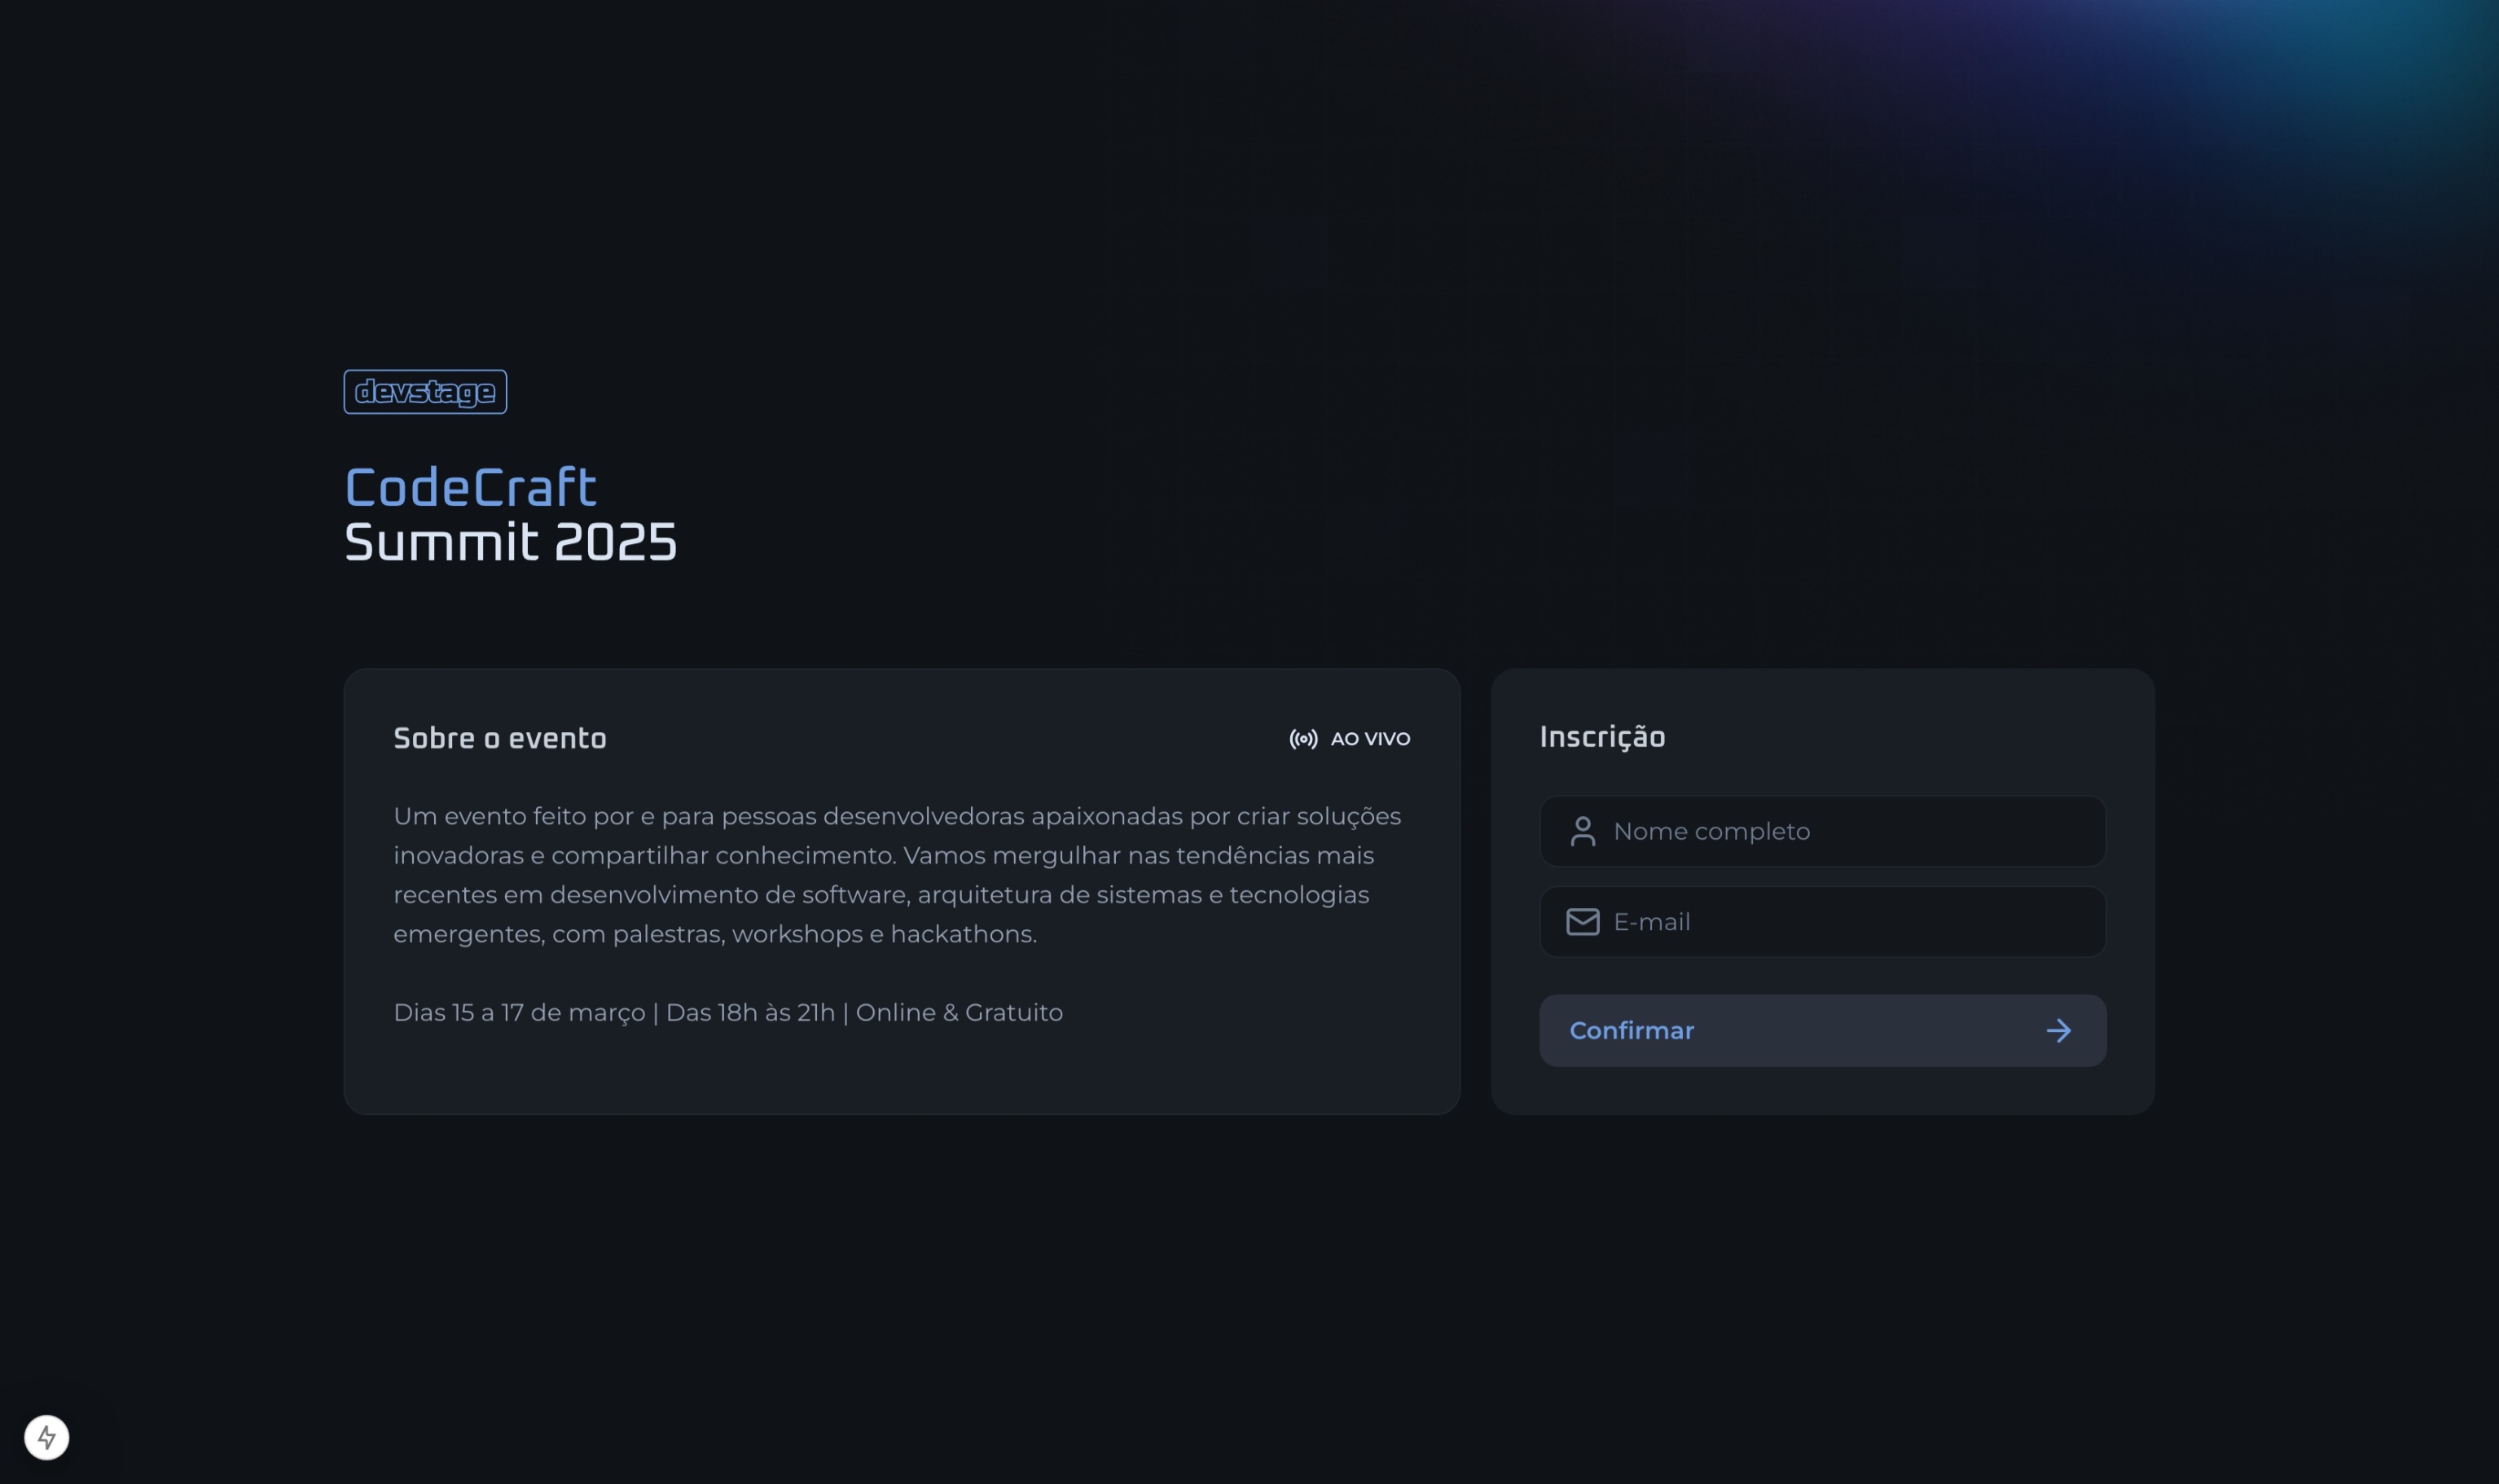 devstage
CodeCraft
Summit 2025
Sobre o evento
AO VIVO
Um evento feito por e para pessoas desenvolvedoras apaixonadas por criar soluções
inovadoras e compartilhar conhecimento. Vamos mergulhar nas tendências mais
recentes em desenvolvimento de software, arquitetura de sistemas e tecnologias
emergentes, com palestras, workshops e hackathons.
Dias 15 a 17 de março | Das 18h às 21h | Online & Gratuito
Inscrição
Nome completo
E-mail
Confirmar